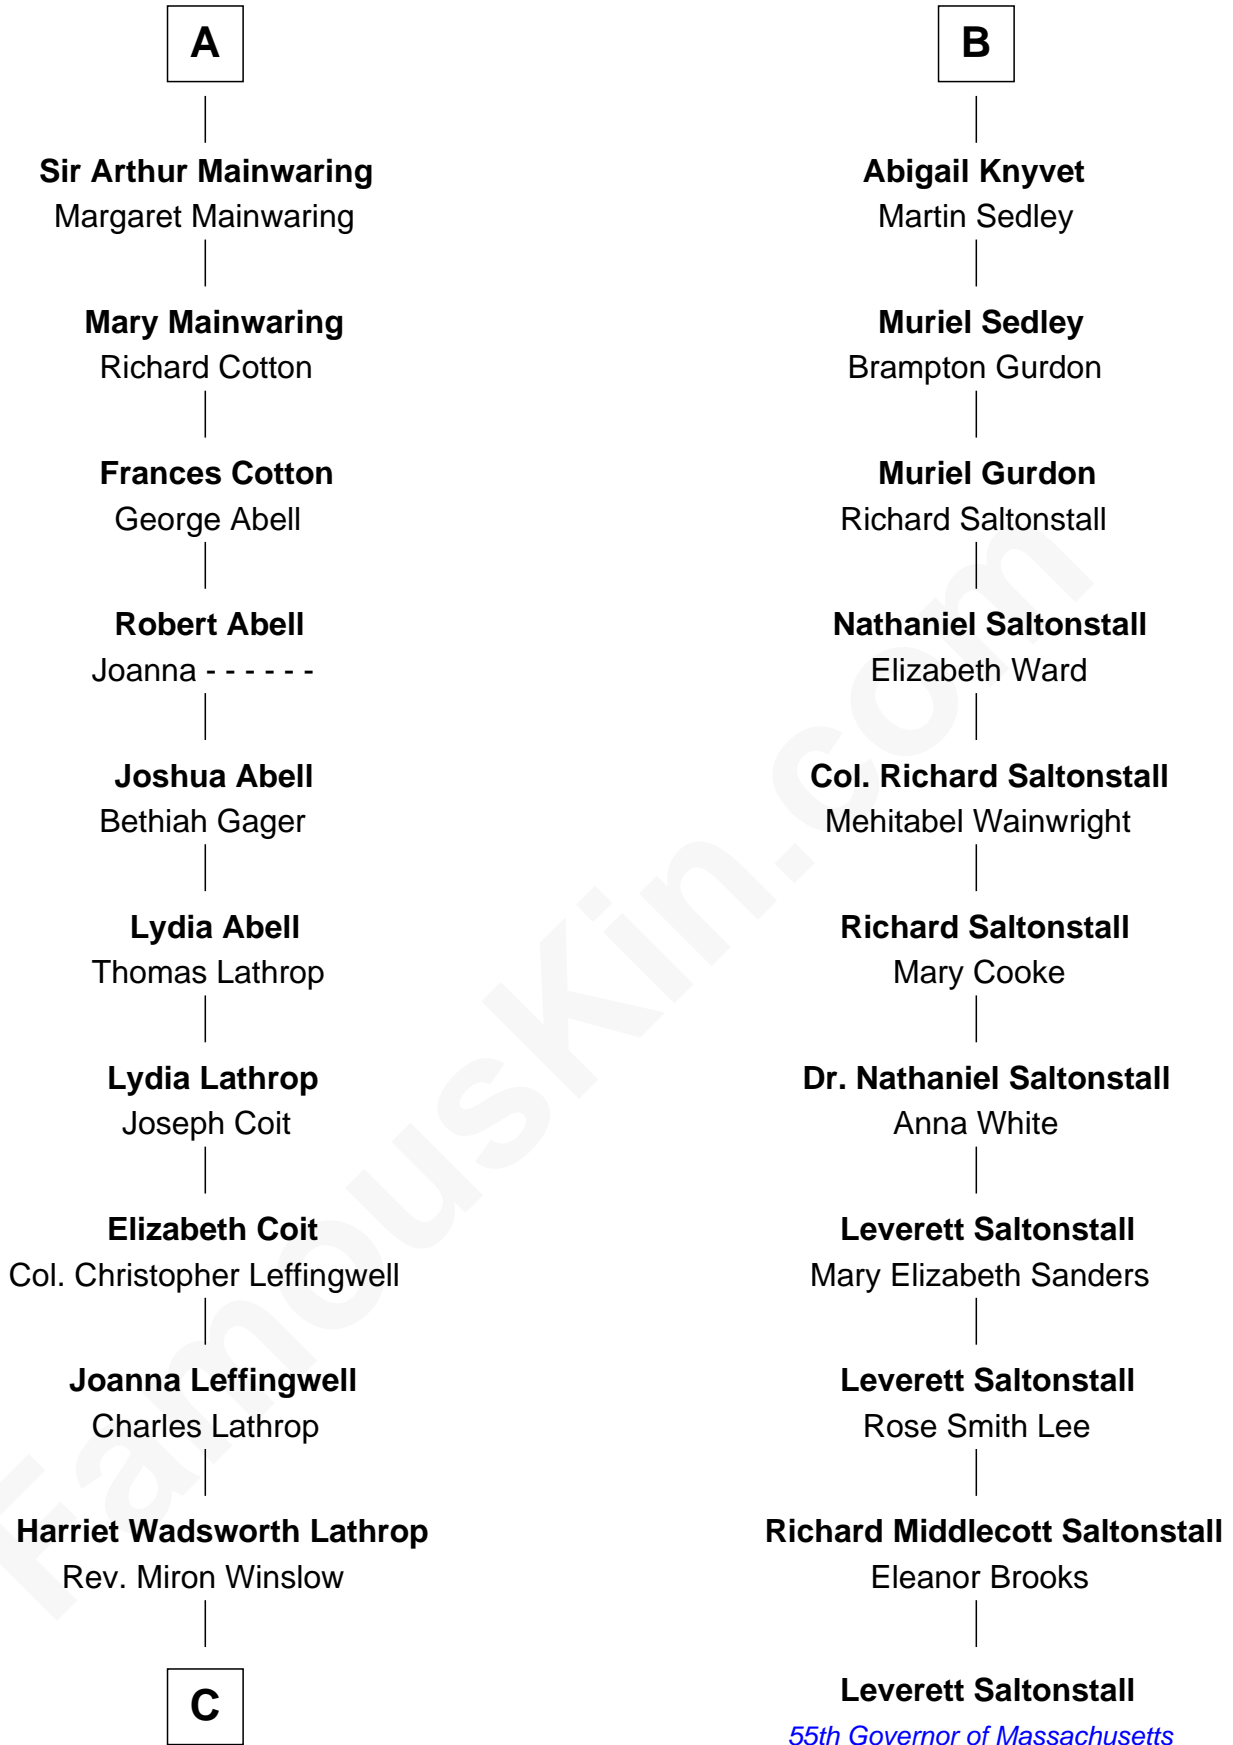 A
Sir Arthur Mainwaring
Margaret Mainwaring
Mary Mainwaring
Richard Cotton
Frances Cotton
George Abell
Robert Abell
Joanna - - - - - -
Joshua Abell
Bethiah Gager
Lydia Abell
Thomas Lathrop
Lydia Lathrop
Joseph Coit
Elizabeth Coit
Col. Christopher Leffingwell
Joanna Leffingwell
Charles Lathrop
Harriet Wadsworth Lathrop
Rev. Miron Winslow
C
B
Abigail Knyvet
Martin Sedley
Muriel Sedley
Brampton Gurdon
Muriel Gurdon
Richard Saltonstall
Nathaniel Saltonstall
Elizabeth Ward
Col. Richard Saltonstall
Mehitabel Wainwright
Richard Saltonstall
Mary Cooke
Dr. Nathaniel Saltonstall
Anna White
Leverett Saltonstall
Mary Elizabeth Sanders
Leverett Saltonstall
Rose Smith Lee
Richard Middlecott Saltonstall
Eleanor Brooks
Leverett Saltonstall
55th Governor of Massachusetts
FamousKin.com